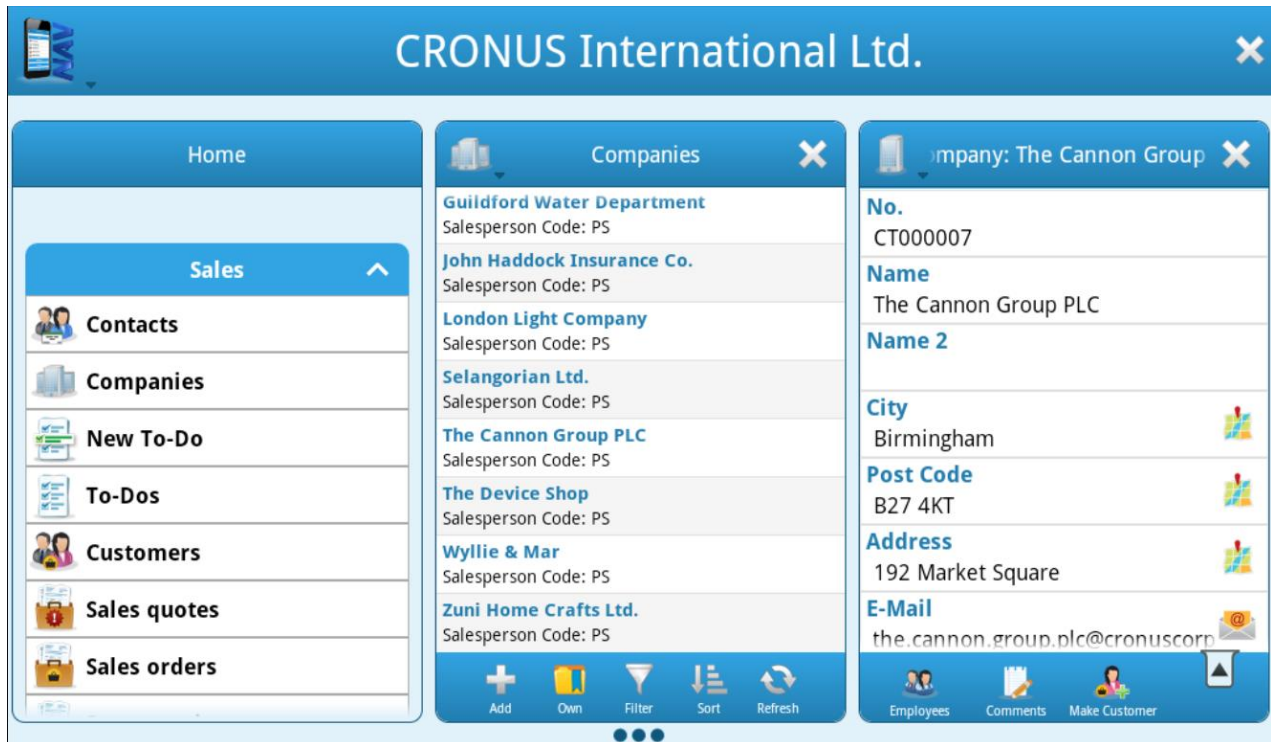 NAV
CRONUS International Ltd.
Home
Sales
Contacts
Companies
New To-Do
To-Dos
Customers
Sales quotes
Sales orders
Companies
Guildford Water Department
Salesperson Code: PS
John Haddock Insurance Co.
Salesperson Code: PS
London Light Company
Salesperson Code: PS
Selangorian Ltd.
Salesperson Code: PS
The Cannon Group PLC
Salesperson Code: PS
The Device Shop
Salesperson Code: PS
Wyllie & Mar
Salesperson Code: PS
Zuni Home Crafts Ltd.
Salesperson Code: PS
Add Own Filter Sort Refresh
ompany: The Cannon Group
No.
CT000007
Name
The Cannon Group PLC
Name 2
City
Birmingham
Post Code
B27 4KT
Address
192 Market Square
E-Mail
the.cannon.group.plc@cronuscorp
Employees Comments Make Customer